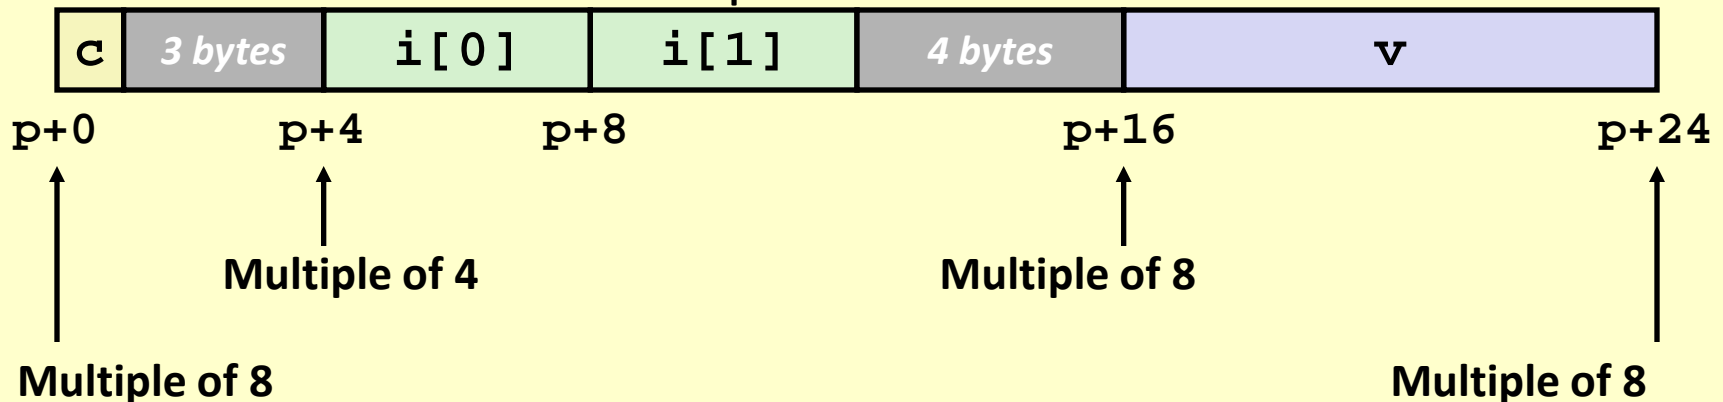 c 3 bytes i[0] i[1] 4 bytes v
p+0 p+4 p+8 p+16 p+24
Multiple of 4 Multiple of 8
Multiple of 8 Multiple of 8